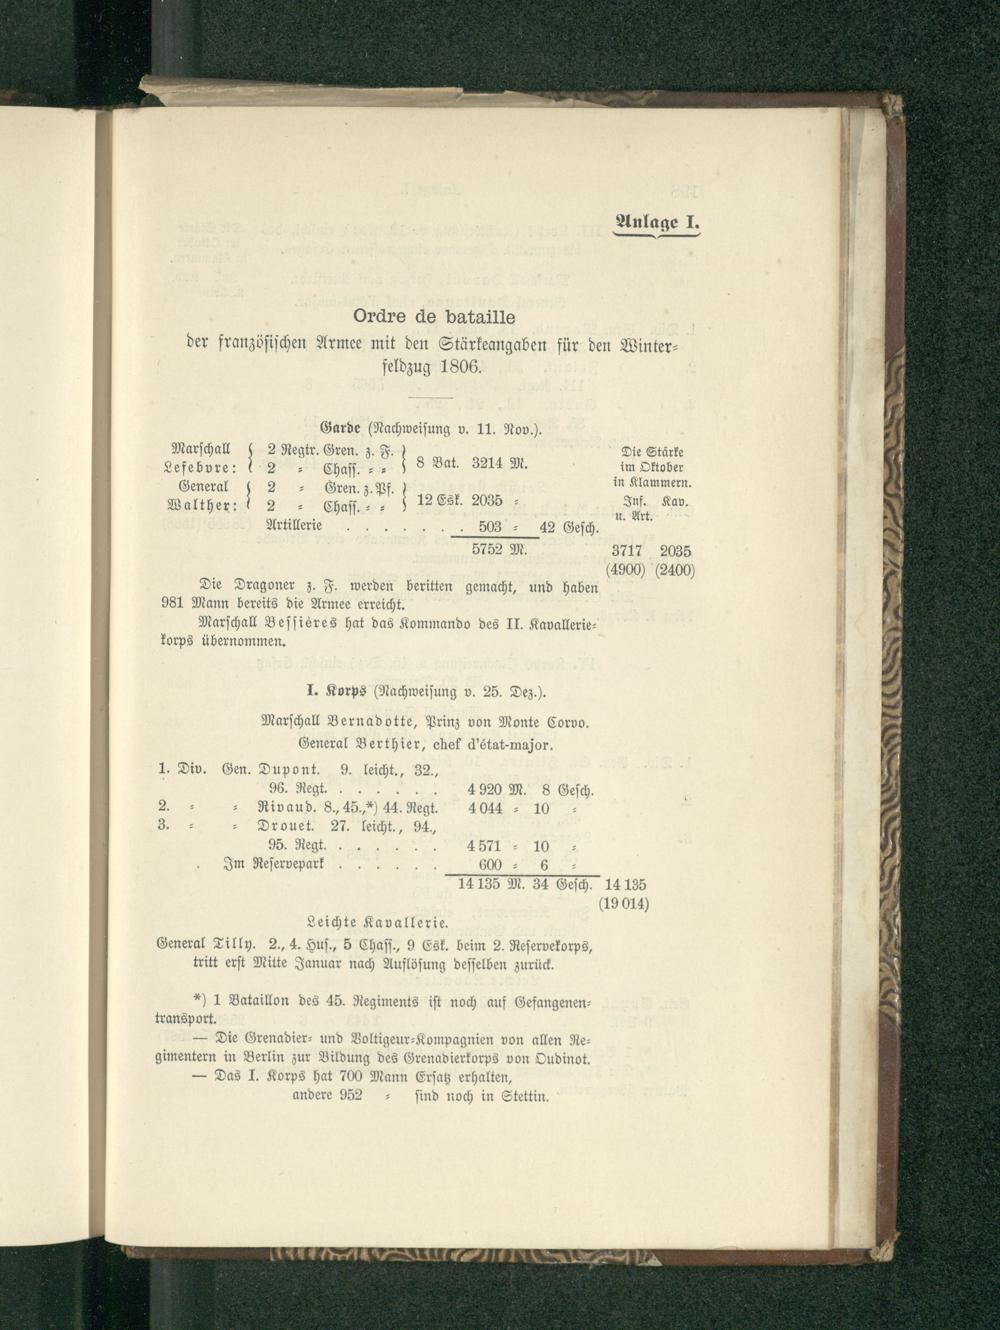 Anlage I.
Ordre de bataille
der französischen Armee mit den Stärkeangaben für den Winter-
feldzug 1806.
Garde (Nachweisung v. 11. Nov.).
Marschall { 2 Regtr. Gren. z. F. } 8 Bat. 3214 M. Die Stärke
Lefebvre: { 2 = Chass. = = } im Oktober
General { 2 = Gren. z. Pf. } 12 Esk. 2035 = in Klammern.
Walther: { 2 = Chass. = = } Inf. Kav.
u. Art.
Artillerie . . . . . . . 503 = 42 Gesch.
5752 M. 3717 2035
(4900) (2400)
Die Dragoner z. F. werden beritten gemacht, und haben
981 Mann bereits die Armee erreicht.
Marschall Bessières hat das Kommando des II. Kavallerie-
korps übernommen.
I. Korps (Nachweisung v. 25. Dez.).
Marschall Bernadotte, Prinz von Monte Corvo.
General Berthier, chef d'état-major.
1. Div. Gen. Dupont. 9. leicht., 32.,
96. Regt. . . . . . . 4 920 M. 8 Gesch.
2. = = Rivaud. 8., 45.,*) 44. Regt. 4 044 = 10 =
3. = = Drouet. 27. leicht., 94.,
95. Regt. . . . . . . 4 571 = 10 =
Im Reservepark . . . . . . 600 = 6 =
14 135 M. 34 Gesch. 14 135
(19 014)
Leichte Kavallerie.
General Tilly. 2., 4. Hus., 5 Chass., 9 Esk. beim 2. Reservekorps,
tritt erst Mitte Januar nach Auflösung desselben zurück.
*) 1 Bataillon des 45. Regiments ist noch auf Gefangenen-
transport.
— Die Grenadier- und Voltigeur-Kompagnien von allen Re-
gimentern in Berlin zur Bildung des Grenadierkorps von Oudinot.
— Das I. Korps hat 700 Mann Ersatz erhalten,
andere 952 = sind noch in Stettin.